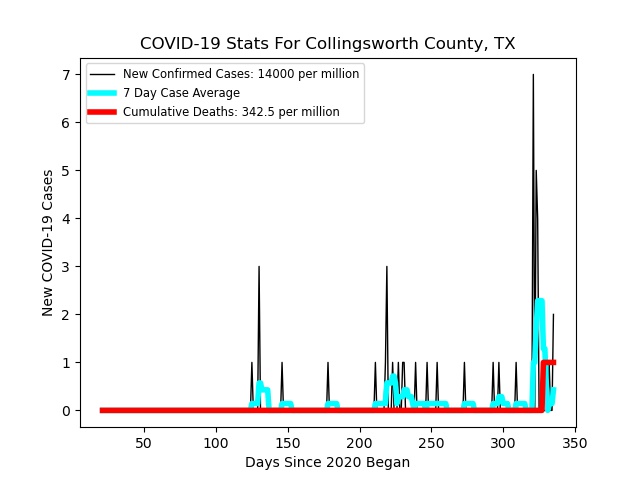 COVID-19 Stats For Collingsworth County, TX
New Confirmed Cases: 14000 per million
7 Day Case Average
Cumulative Deaths: 342.5 per million
New COVID-19 Cases
7
6
5
4
3
2
1
0
50 100 150 200 250 300 350
Days Since 2020 Began